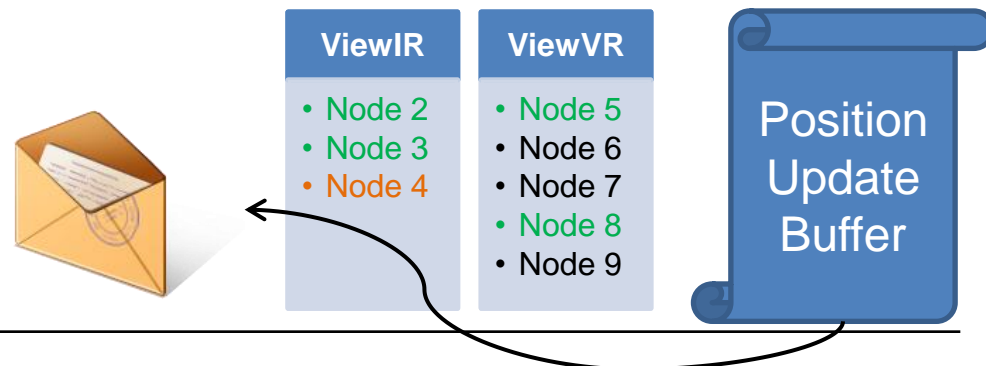 ViewIR
• Node 2
• Node 3
• Node 4
ViewVR
• Node 5
• Node 6
• Node 7
• Node 8
• Node 9
Position
Update
Buffer